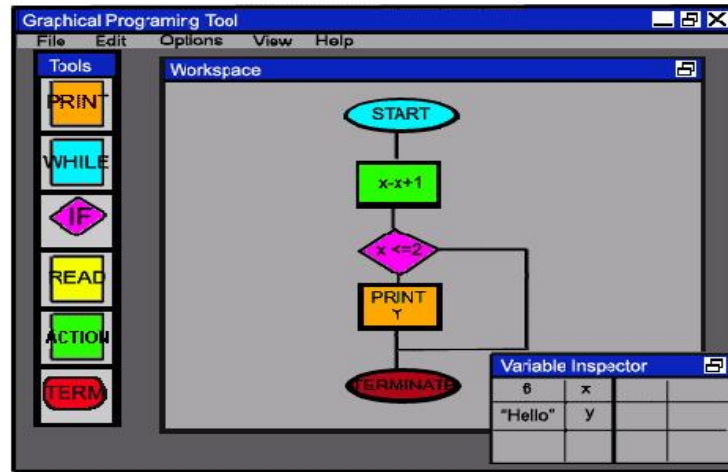 Graphical Programing Tool
File Edit Options View Help
Tools
PRINT
WHILE
IF
READ
ACTION
TERM
Workspace
START
x-x+1
x <=2
PRINT
Y
TERMINATE
Variable Inspector
6 x
"Hello" y